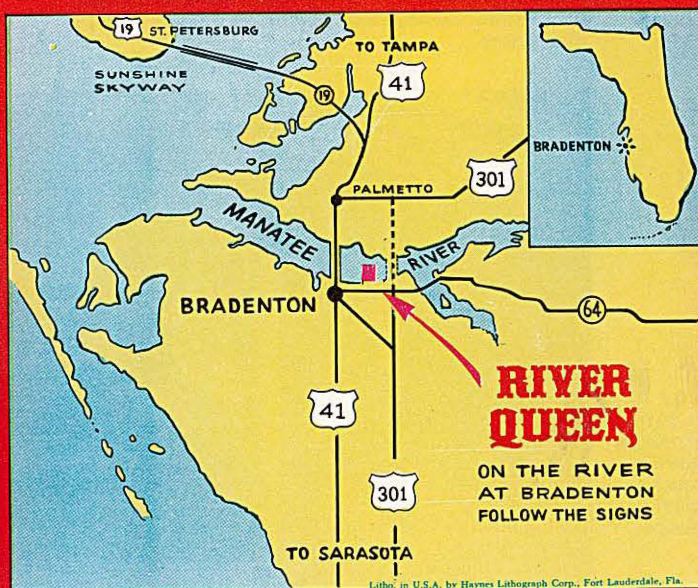 19 ST. PETERSBURG
SUNSHINE
SKYWAY
TO TAMPA
41
19
BRADENTON
301
PALMETTO
MANATEE
RIVER
BRADENTON
64
RIVER
QUEEN
41
301
ON THE RIVER
AT BRADENTON
FOLLOW THE SIGNS
TO SARASOTA
Litho. in U.S.A. by Haynes Lithograph Corp., Fort Lauderdale, Fla.